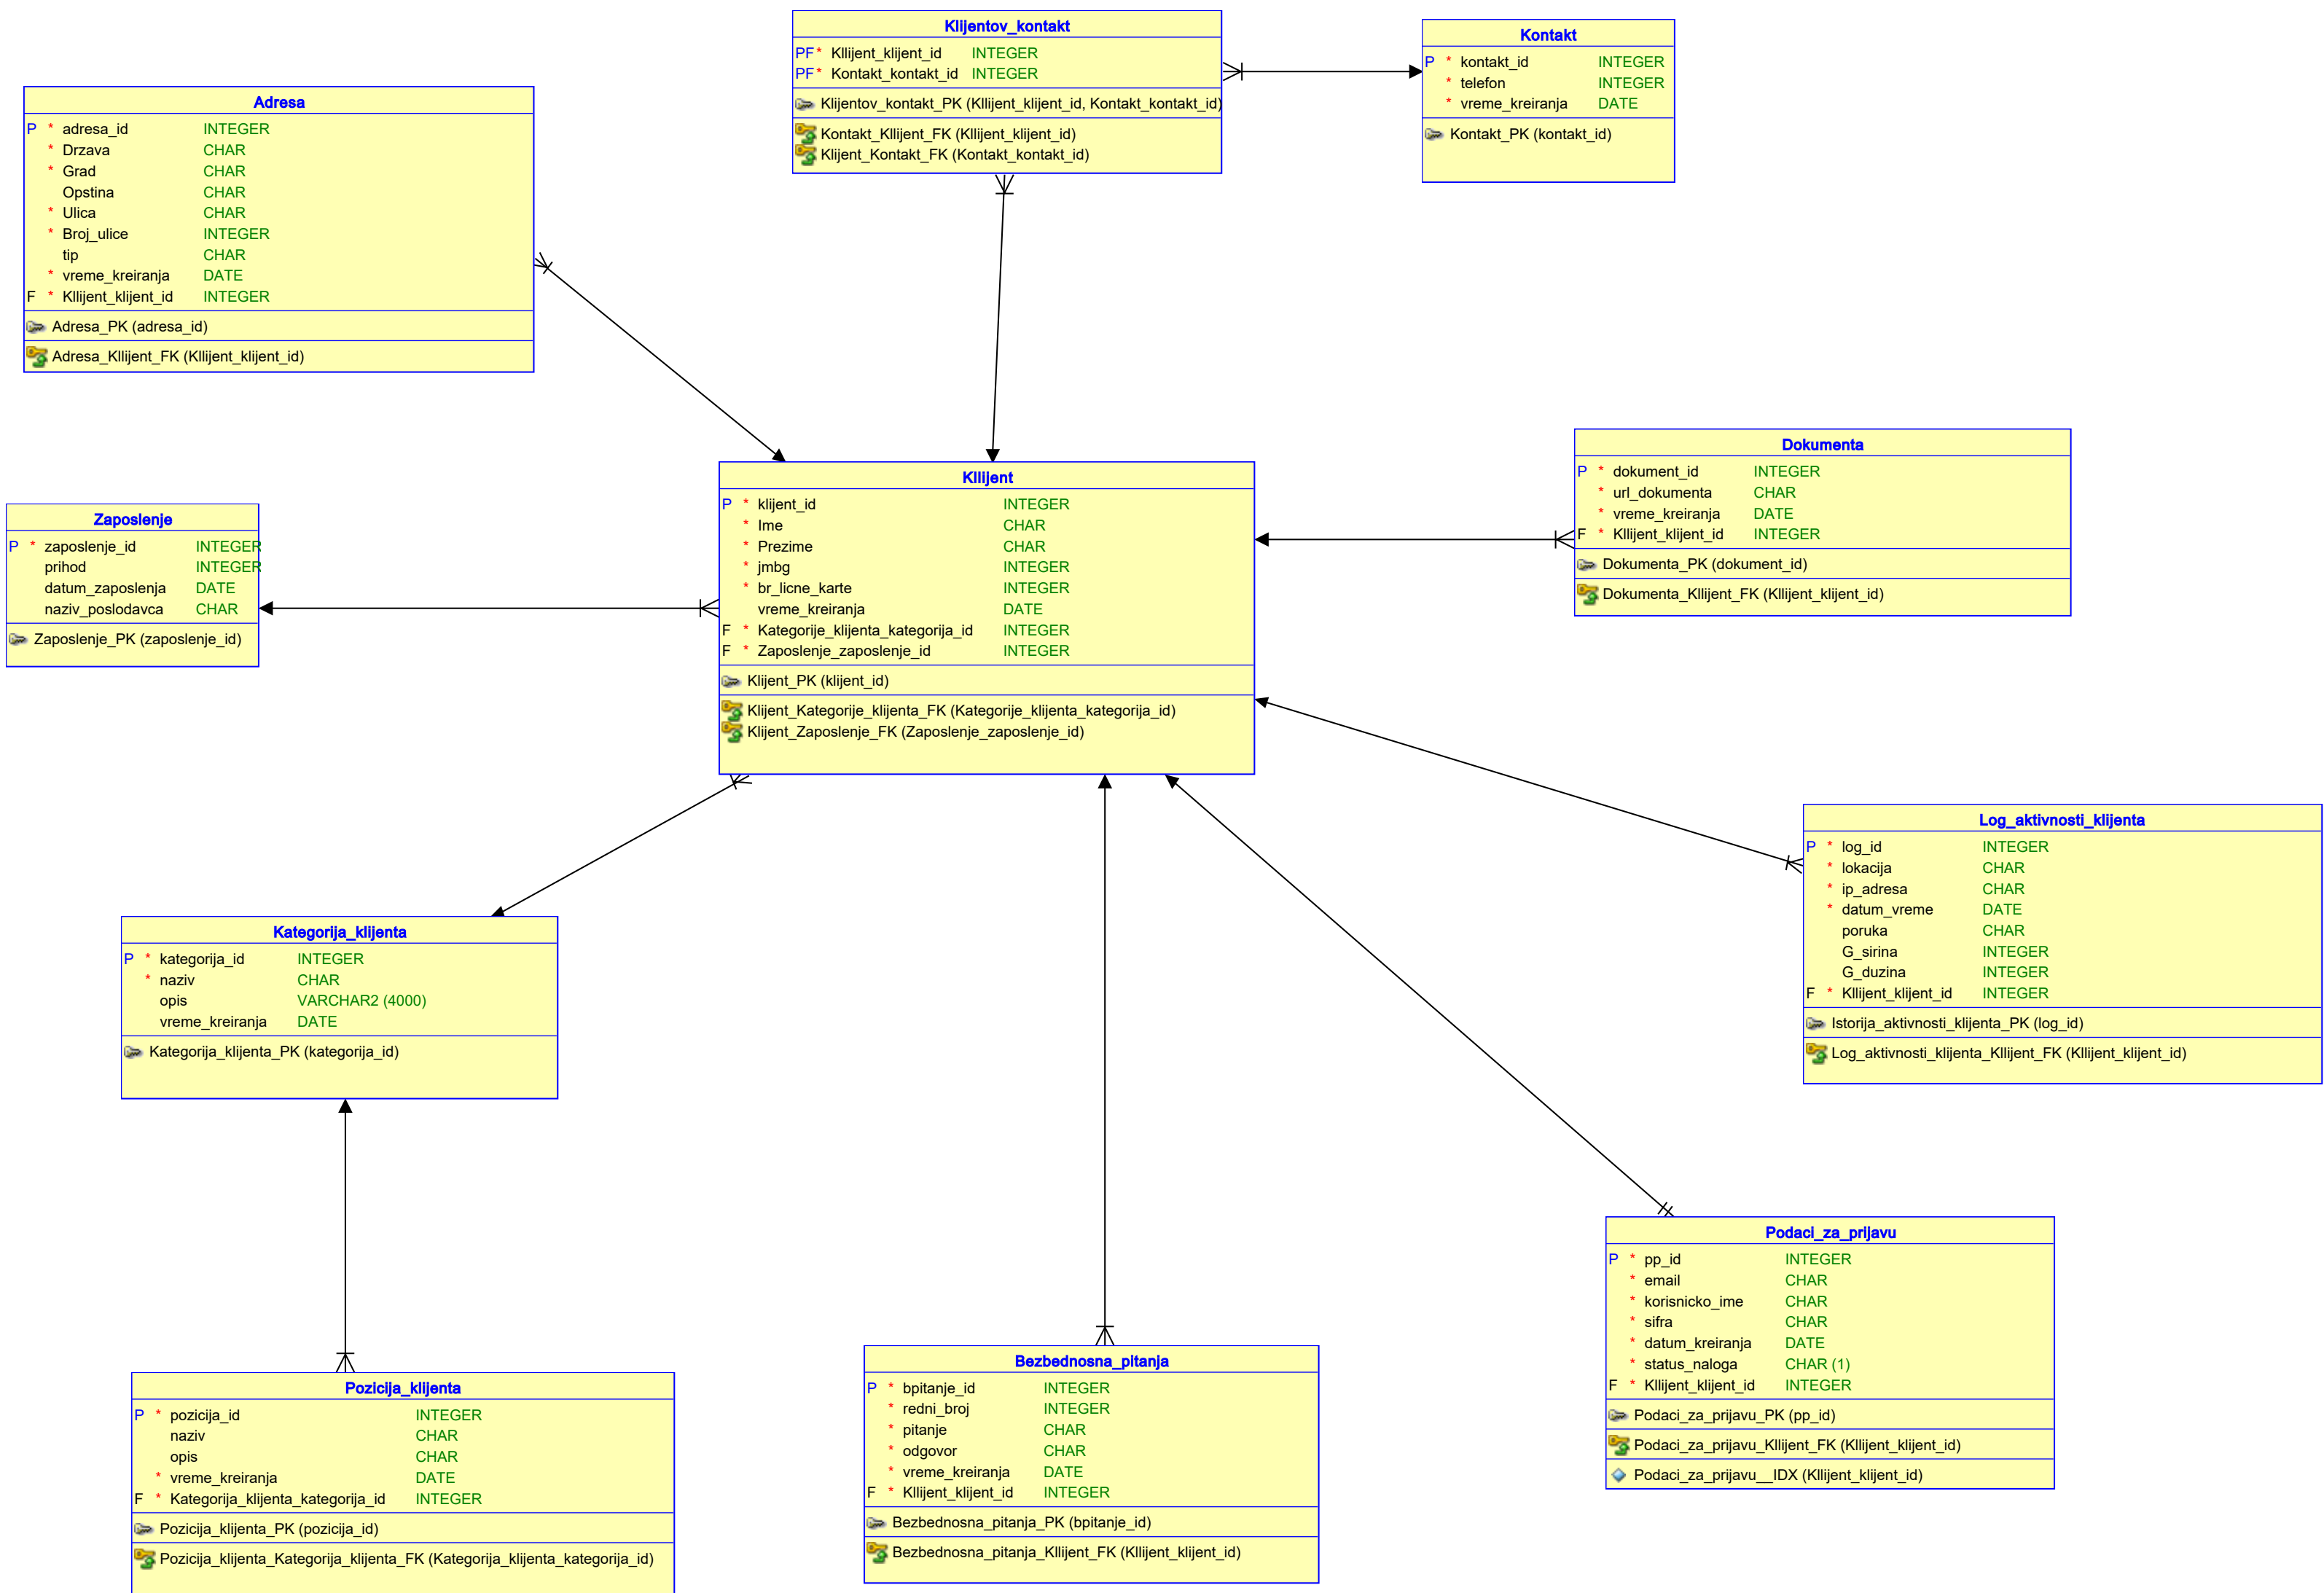 Klijentov_kontakt
PF* Kllijent_klijent_id INTEGER
PF* Kontakt_kontakt_id INTEGER
Klijentov_kontakt_PK (Kllijent_klijent_id, Kontakt_kontakt_id)
Kontakt_Kllijent_FK (Kllijent_klijent_id)
Klijent_Kontakt_FK (Kontakt_kontakt_id)
Kontakt
P * kontakt_id INTEGER
* telefon INTEGER
* vreme_kreiranja DATE
Kontakt_PK (kontakt_id)
Adresa
P * adresa_id INTEGER
* Drzava CHAR
* Grad CHAR
Opstina CHAR
* Ulica CHAR
* Broj_ulice INTEGER
tip CHAR
* vreme_kreiranja DATE
F * Kllijent_klijent_id INTEGER
Adresa_PK (adresa_id)
Adresa_Kllijent_FK (Kllijent_klijent_id)
Dokumenta
P * dokument_id INTEGER
* url_dokumenta CHAR
* vreme_kreiranja DATE
F * Kllijent_klijent_id INTEGER
Dokumenta_PK (dokument_id)
Dokumenta_Kllijent_FK (Kllijent_klijent_id)
Kllijent
P * klijent_id INTEGER
* Ime CHAR
* Prezime CHAR
* jmbg INTEGER
* br_licne_karte INTEGER
vreme_kreiranja DATE
F * Kategorije_klijenta_kategorija_id INTEGER
F * Zaposlenje_zaposlenje_id INTEGER
Klijent_PK (klijent_id)
Klijent_Kategorije_klijenta_FK (Kategorije_klijenta_kategorija_id)
Klijent_Zaposlenje_FK (Zaposlenje_zaposlenje_id)
Zaposlenje
P * zaposlenje_id INTEGER
prihod INTEGER
datum_zaposlenja DATE
naziv_poslodavca CHAR
Zaposlenje_PK (zaposlenje_id)
Log_aktivnosti_klijenta
P * log_id INTEGER
* lokacija CHAR
* ip_adresa CHAR
* datum_vreme DATE
poruka CHAR
G_sirina INTEGER
G_duzina INTEGER
F * Kllijent_klijent_id INTEGER
Istorija_aktivnosti_klijenta_PK (log_id)
Log_aktivnosti_klijenta_Kllijent_FK (Kllijent_klijent_id)
Kategorija_klijenta
P * kategorija_id INTEGER
* naziv CHAR
opis VARCHAR2 (4000)
vreme_kreiranja DATE
Kategorija_klijenta_PK (kategorija_id)
Podaci_za_prijavu
P * pp_id INTEGER
* email CHAR
* korisnicko_ime CHAR
* sifra CHAR
* datum_kreiranja DATE
* status_naloga CHAR (1)
F * Kllijent_klijent_id INTEGER
Podaci_za_prijavu_PK (pp_id)
Podaci_za_prijavu_Kllijent_FK (Kllijent_klijent_id)
Podaci_za_prijavu__IDX (Kllijent_klijent_id)
Bezbednosna_pitanja
P * bpitanje_id INTEGER
* redni_broj INTEGER
* pitanje CHAR
* odgovor CHAR
* vreme_kreiranja DATE
F * Kllijent_klijent_id INTEGER
Bezbednosna_pitanja_PK (bpitanje_id)
Bezbednosna_pitanja_Kllijent_FK (Kllijent_klijent_id)
Pozicija_klijenta
P * pozicija_id INTEGER
naziv CHAR
opis CHAR
* vreme_kreiranja DATE
F * Kategorija_klijenta_kategorija_id INTEGER
Pozicija_klijenta_PK (pozicija_id)
Pozicija_klijenta_Kategorija_klijenta_FK (Kategorija_klijenta_kategorija_id)